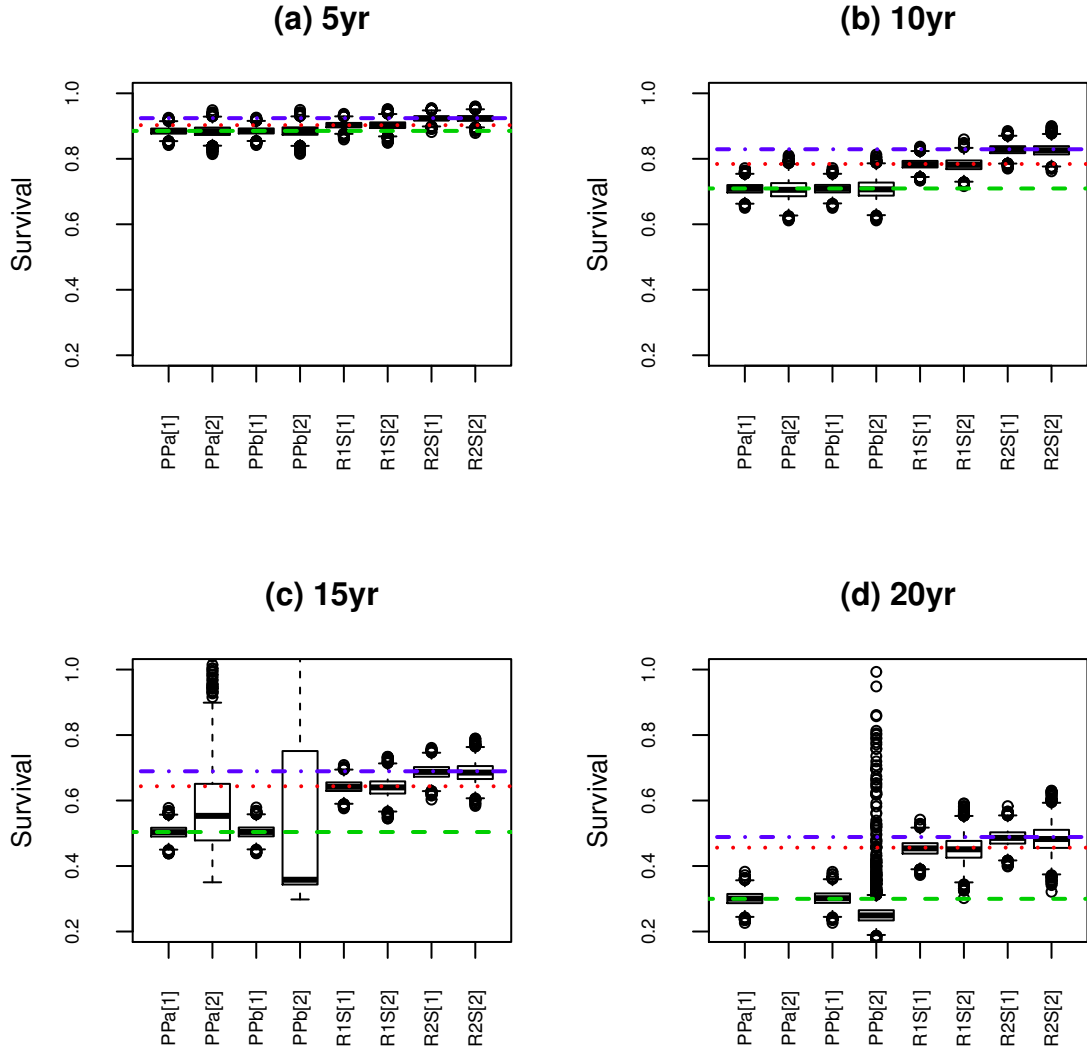 (a) 5yr
Survival
1.0
0.8
0.6
0.4
0.2
PPa[1]
PPa[2]
PPb[1]
PPb[2]
R1S[1]
R1S[2]
R2S[1]
R2S[2]
(b) 10yr
Survival
1.0
0.8
0.6
0.4
0.2
PPa[1]
PPa[2]
PPb[1]
PPb[2]
R1S[1]
R1S[2]
R2S[1]
R2S[2]
(c) 15yr
Survival
1.0
0.8
0.6
0.4
0.2
PPa[1]
PPa[2]
PPb[1]
PPb[2]
R1S[1]
R1S[2]
R2S[1]
R2S[2]
(d) 20yr
Survival
1.0
0.8
0.6
0.4
0.2
PPa[1]
PPa[2]
PPb[1]
PPb[2]
R1S[1]
R1S[2]
R2S[1]
R2S[2]